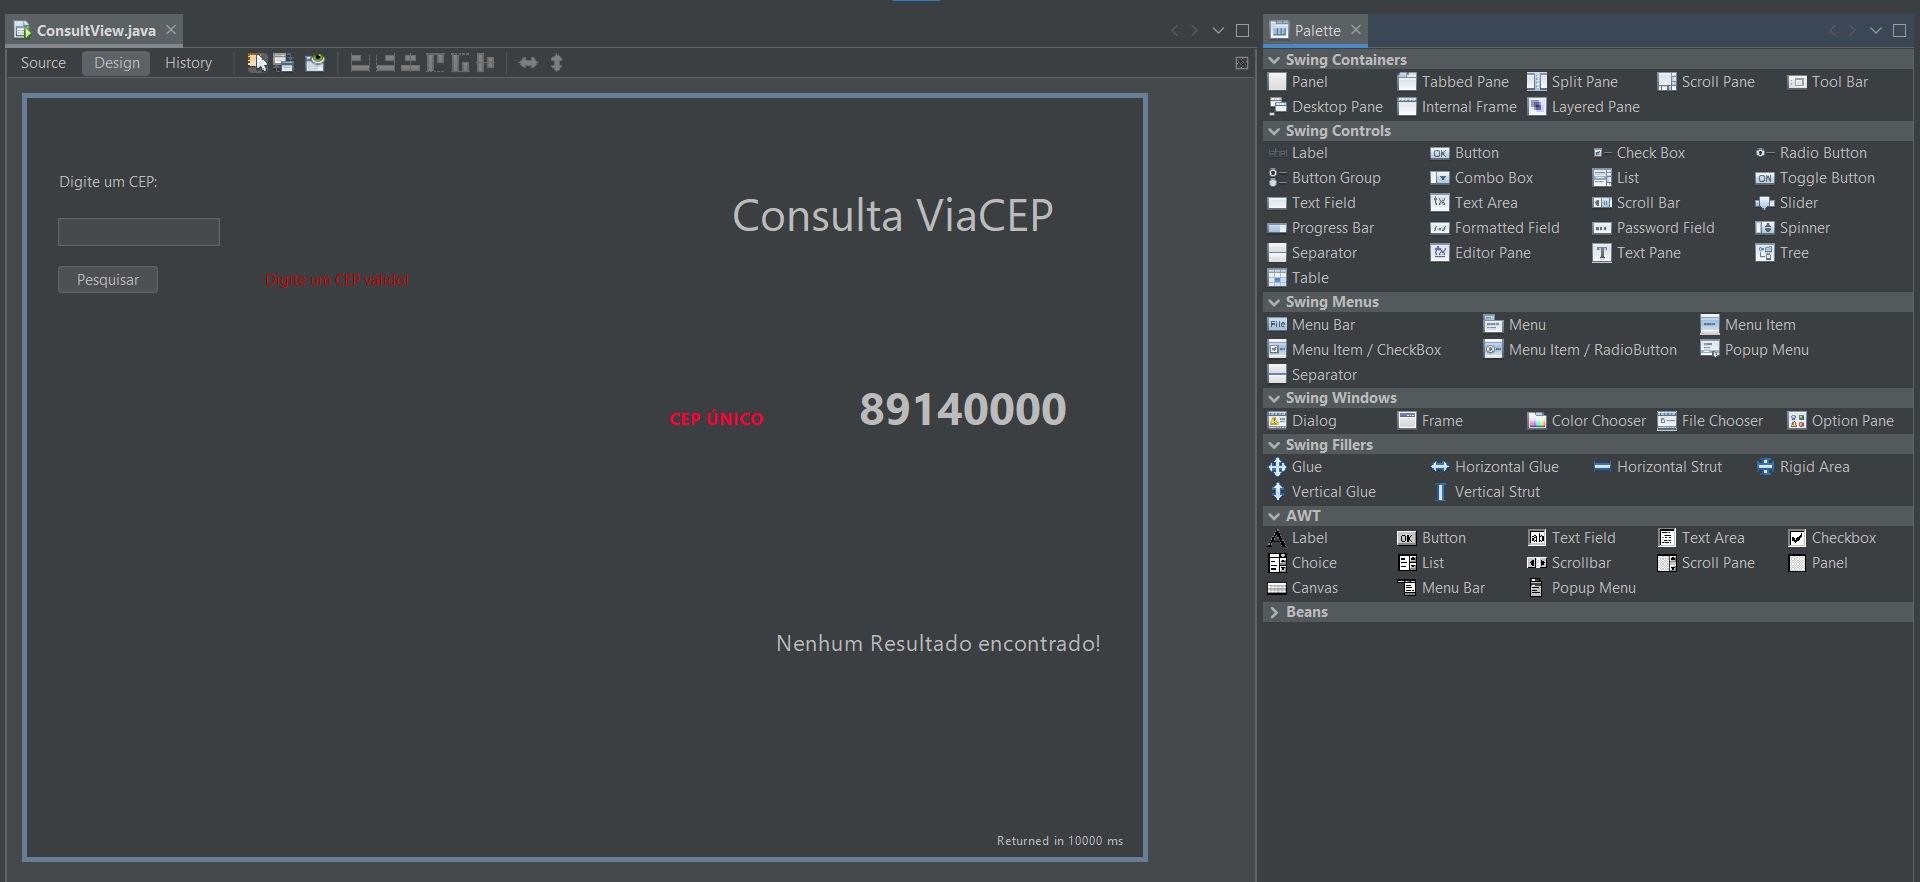 ConsultView.java
Source Design History
Digite um CEP:
Consulta ViaCEP
Pesquisar
Digite um CEP válido!
CEP ÚNICO
89140000
Nenhum Resultado encontrado!
Returned in 10000 ms
Palette
Swing Containers
Panel Tabbed Pane Split Pane Scroll Pane Tool Bar
Desktop Pane Internal Frame Layered Pane
Swing Controls
label Label OK Button Check Box Radio Button
Button Group Combo Box List ON Toggle Button
Text Field Text Area Scroll Bar Slider
Progress Bar Formatted Field Password Field Spinner
Separator Editor Pane T Text Pane Tree
Table
Swing Menus
File Menu Bar Menu Menu Item
Menu Item / CheckBox Menu Item / RadioButton Popup Menu
Separator
Swing Windows
Dialog Frame Color Chooser File Chooser Option Pane
Swing Fillers
Glue Horizontal Glue Horizontal Strut Rigid Area
Vertical Glue Vertical Strut
AWT
A Label OK Button ab Text Field Text Area Checkbox
Choice List Scrollbar Scroll Pane Panel
Canvas Menu Bar Popup Menu
Beans